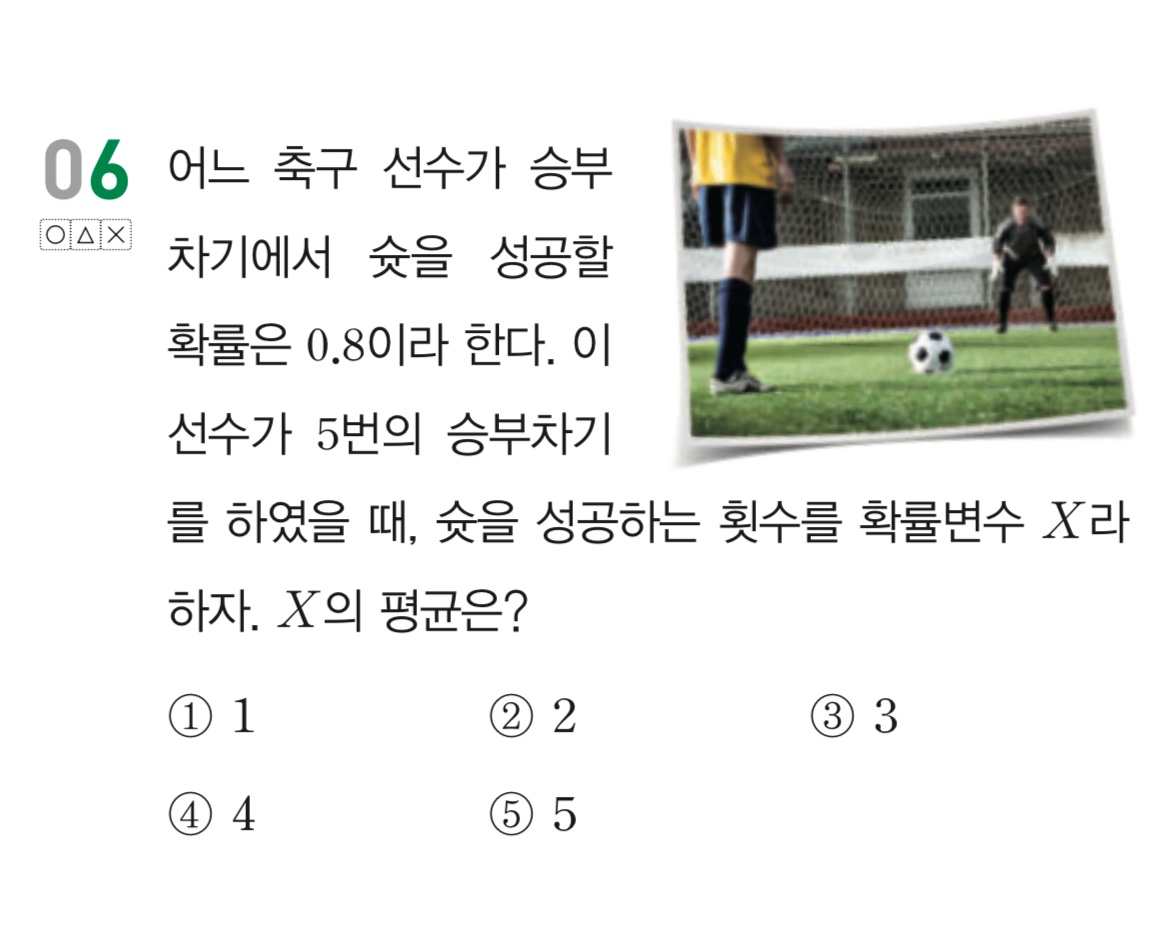 06
○△×
어느 축구 선수가 승부
차기에서 슛을 성공할
확률은 0.8이라 한다. 이
선수가 5번의 승부차기
를 하였을 때, 슛을 성공하는 횟수를 확률변수 X라
하자. X의 평균은?
① 1 ② 2 ③ 3
④ 4 ⑤ 5